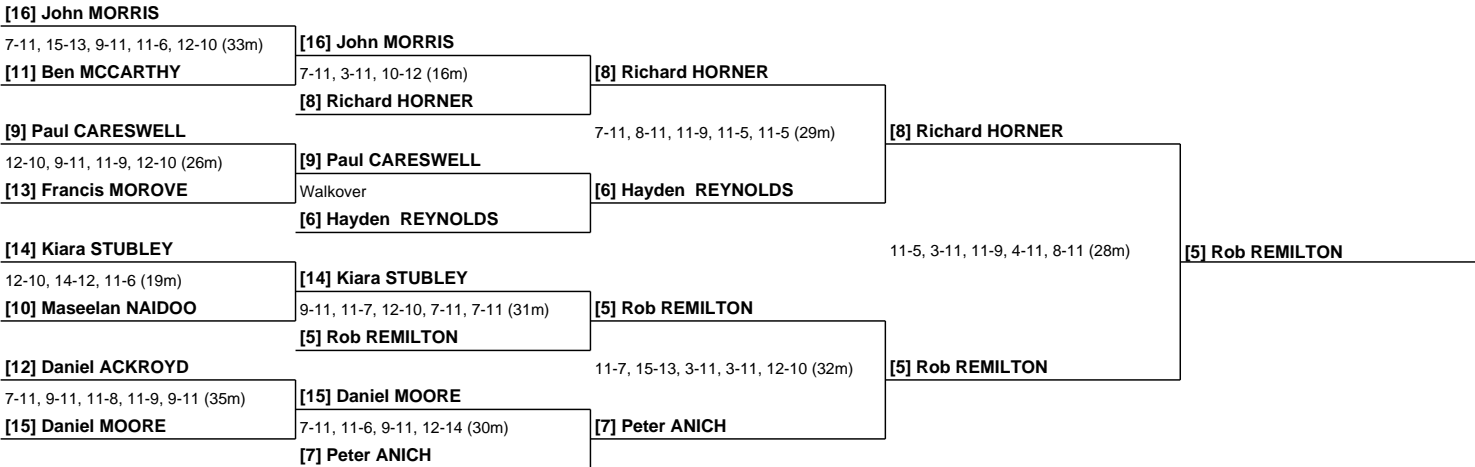 [16] John MORRIS
7-11, 15-13, 9-11, 11-6, 12-10 (33m)
[11] Ben MCCARTHY
[9] Paul CARESWELL
12-10, 9-11, 11-9, 12-10 (26m)
[13] Francis MOROVE
[14] Kiara STUBLEY
12-10, 14-12, 11-6 (19m)
[10] Maseelan NAIDOO
[12] Daniel ACKROYD
7-11, 9-11, 11-8, 11-9, 9-11 (35m)
[15] Daniel MOORE
[16] John MORRIS
7-11, 3-11, 10-12 (16m)
[8] Richard HORNER
[9] Paul CARESWELL
Walkover
[6] Hayden  REYNOLDS
[14] Kiara STUBLEY
9-11, 11-7, 12-10, 7-11, 7-11 (31m)
[5] Rob REMILTON
[15] Daniel MOORE
7-11, 11-6, 9-11, 12-14 (30m)
[7] Peter ANICH
[8] Richard HORNER
7-11, 8-11, 11-9, 11-5, 11-5 (29m)
[6] Hayden  REYNOLDS
[5] Rob REMILTON
11-7, 15-13, 3-11, 3-11, 12-10 (32m)
[7] Peter ANICH
[8] Richard HORNER
11-5, 3-11, 11-9, 4-11, 8-11 (28m)
[5] Rob REMILTON
[5] Rob REMILTON